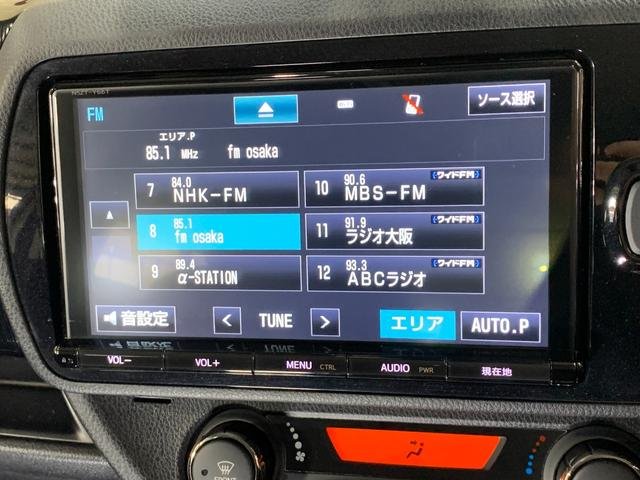 NSZT-Y66T
FM
ソース選択
エリア.P
85.1 MHz fm osaka
7 84.0 NHK-FM
10 90.6 MBS-FM ワイドFM
8 85.1 fm osaka
11 91.9 ラジオ大阪 ワイドFM
9 89.4 α-STATION
12 93.3 ABCラジオ ワイドFM
音設定 < TUNE > エリア AUTO.P
VOL- VOL+ MENU CTRL AUDIO PWR 現在地
FRONT